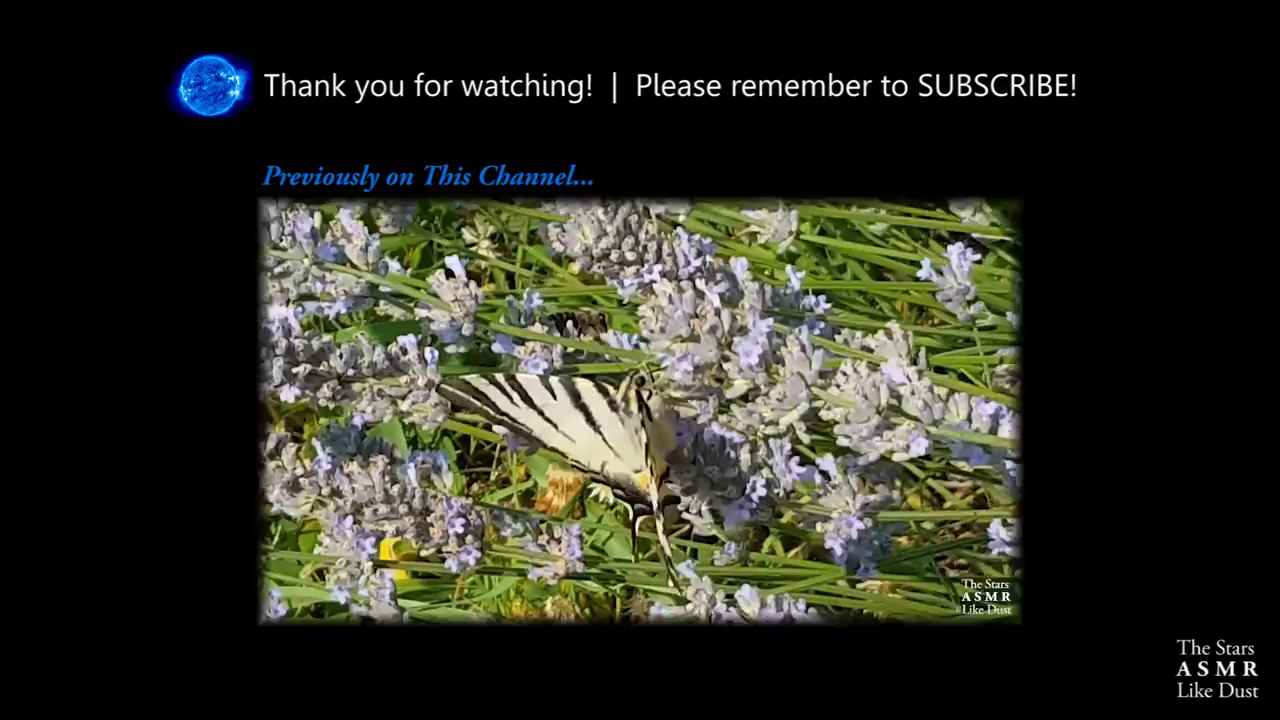 Thank you for watching! | Please remember to SUBSCRIBE!
Previously on This Channel...
The Stars
ASMR
Like Dust
The Stars
ASMR
Like Dust